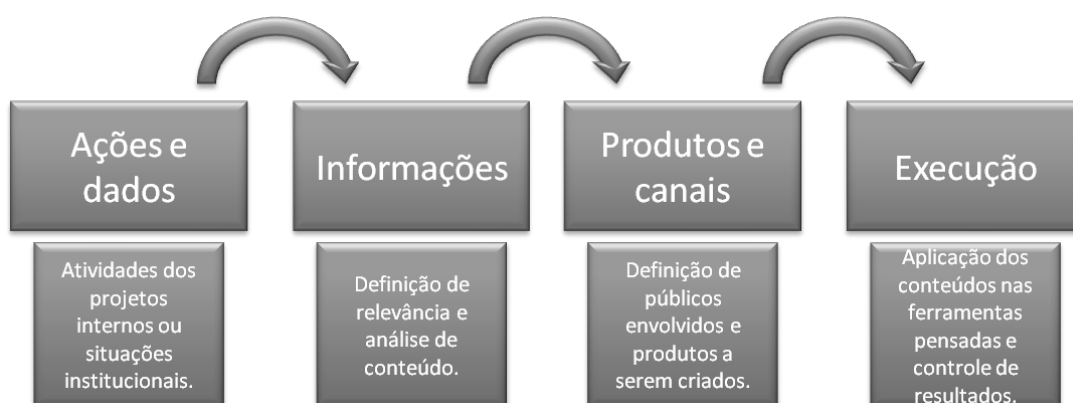 Ações e
dados
Informações
Produtos e
canais
Execução
Atividades dos
projetos
internos ou
situações
institucionais.
Definição de
relevância e
análise de
conteúdo.
Definição de
públicos
envolvidos e
produtos a
serem criados.
Aplicação dos
conteúdos nas
ferramentas
pensadas e
controle de
resultados.